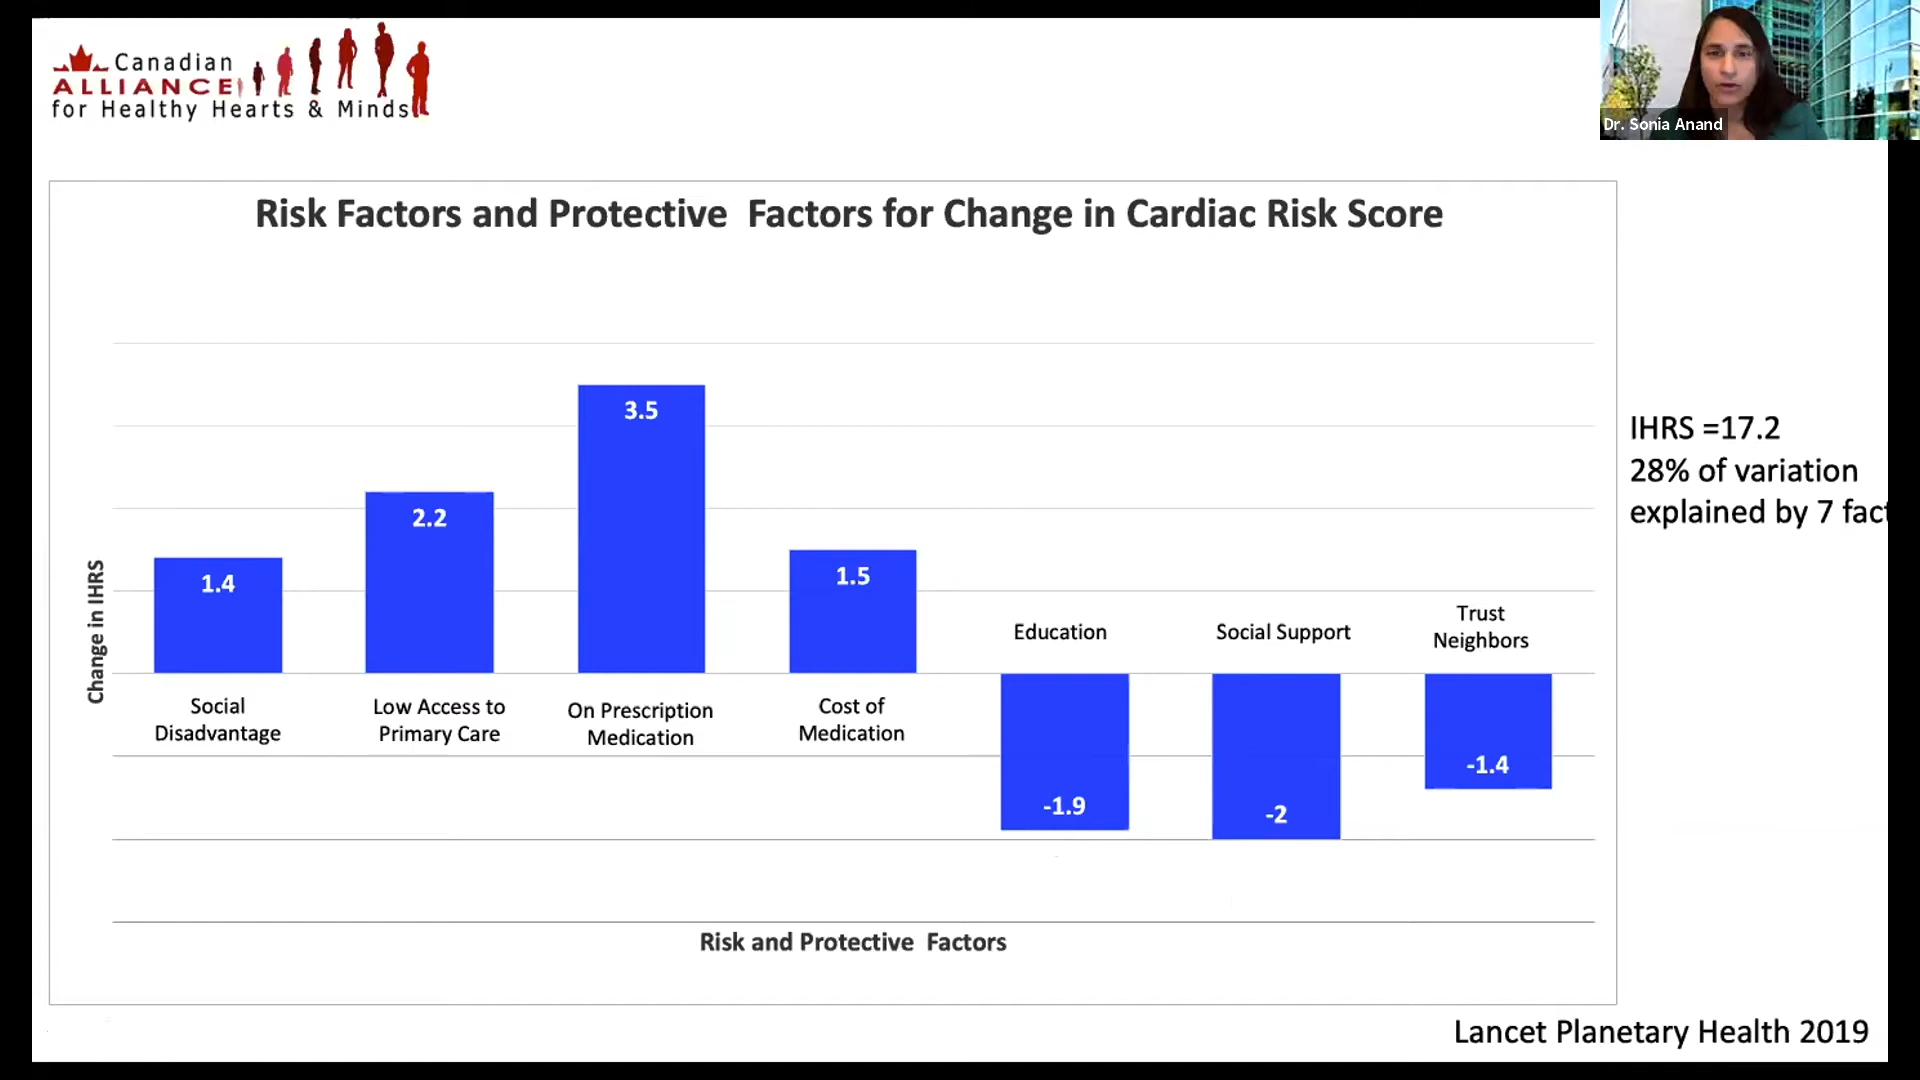 Canadian
ALLIANCE
for Healthy Hearts & Minds
Dr. Sonia Anand
Risk Factors and Protective Factors for Change in Cardiac Risk Score
3.5
2.2
1.5
1.4
Change in IHRS
Education
Social Support
Trust
Neighbors
Social
Disadvantage
Low Access to
Primary Care
On Prescription
Medication
Cost of
Medication
-1.9
-2
-1.4
Risk and Protective Factors
IHRS =17.2
28% of variation
explained by 7 fact
Lancet Planetary Health 2019